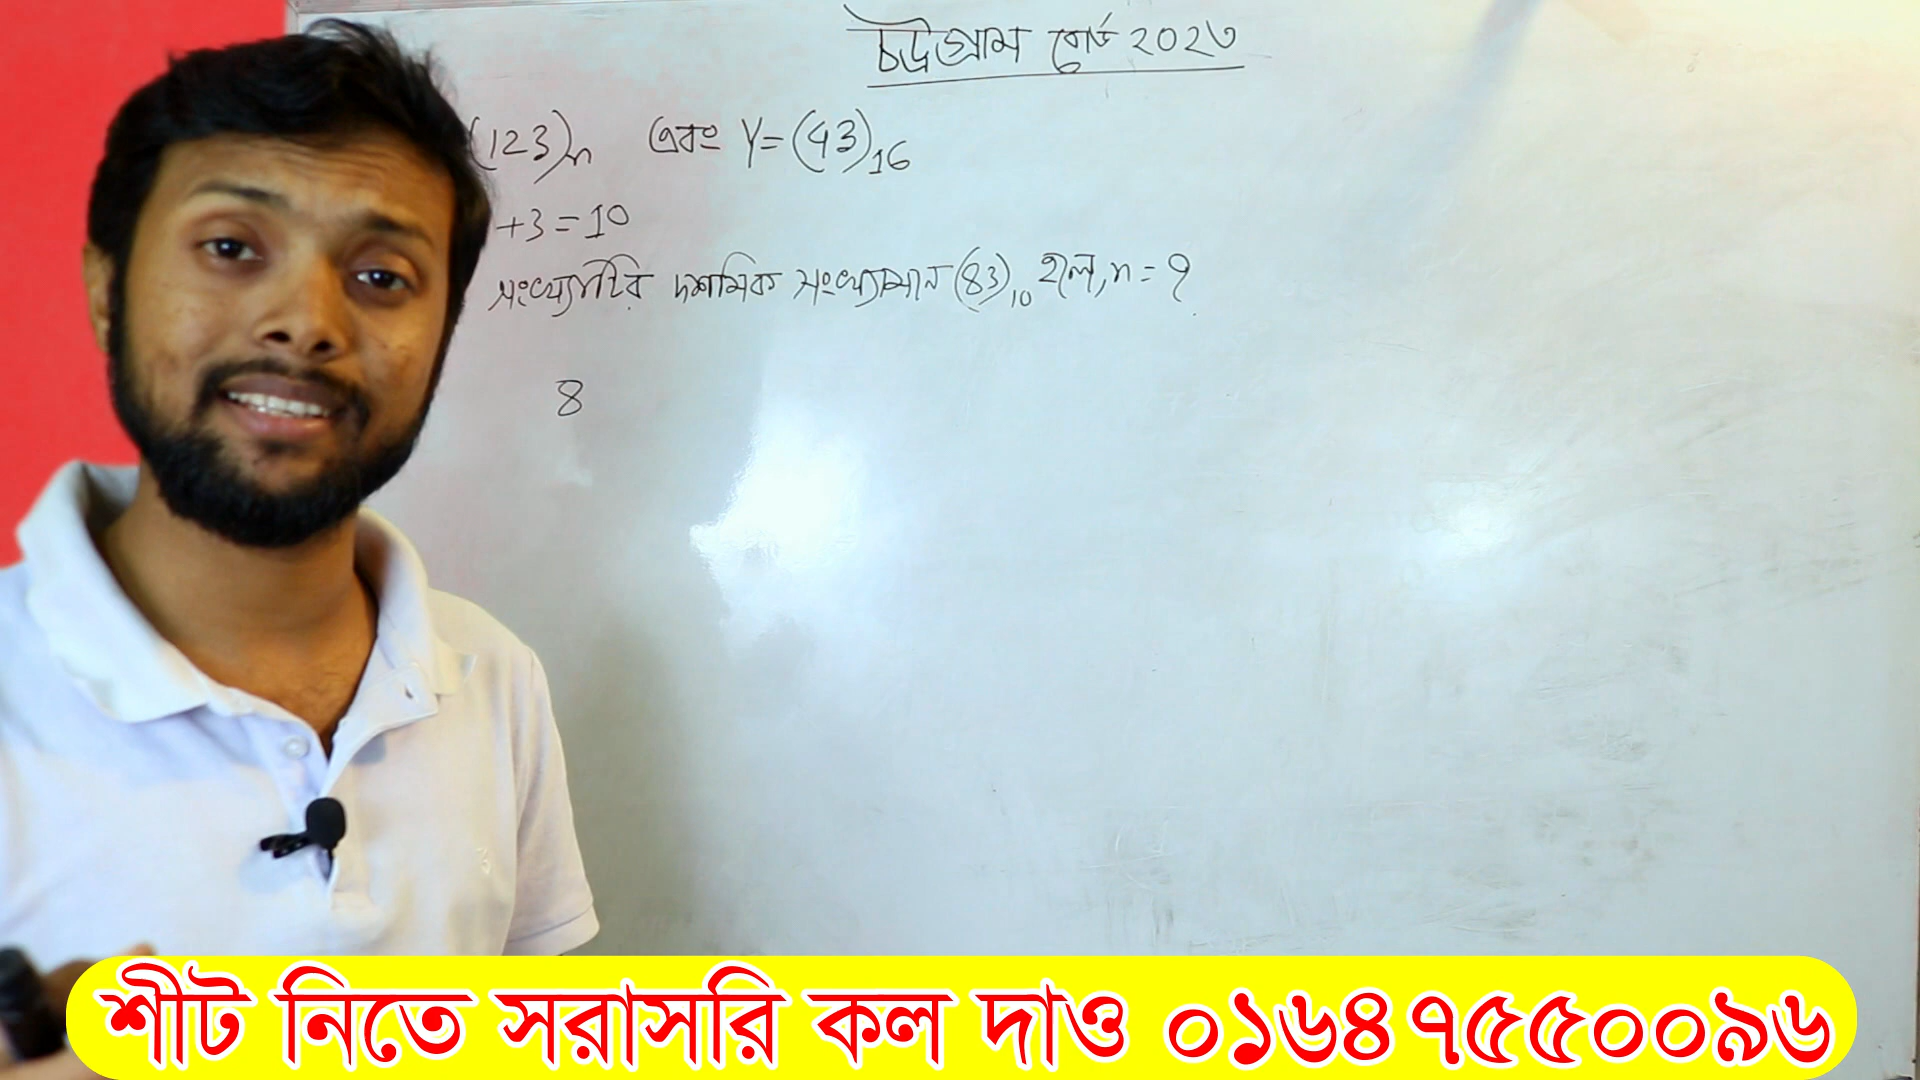 চট্টগ্রাম বোর্ড ২০২৩
(123)n এবং Y=(43)16
+3=10
সংখ্যাটির দশমিক সংখ্যামান (83)10 হলে, n=?
8
শীট নিতে সরাসরি কল দাও ০১৬৪৭৫৫০০৯৬